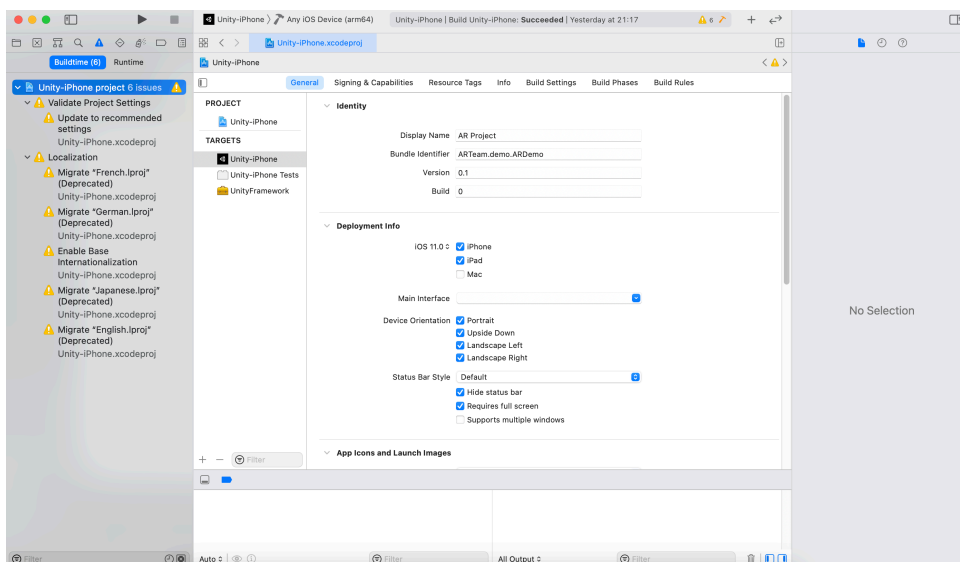 Unity-iPhone 〉 Any iOS Device (arm64)
Unity-iPhone | Build Unity-iPhone: Succeeded | Yesterday at 21:17
6
Unity-iPhone.xcodeproj
Buildtime (6)
Runtime
Unity-iPhone
Unity-iPhone project 6 issues
Validate Project Settings
Update to recommended
settings
Unity-iPhone.xcodeproj
Localization
Migrate “French.lproj”
(Deprecated)
Unity-iPhone.xcodeproj
Migrate “German.lproj”
(Deprecated)
Unity-iPhone.xcodeproj
Enable Base
Internationalization
Unity-iPhone.xcodeproj
Migrate “Japanese.lproj”
(Deprecated)
Unity-iPhone.xcodeproj
Migrate “English.lproj”
(Deprecated)
Unity-iPhone.xcodeproj
Filter
General
Signing & Capabilities
Resource Tags
Info
Build Settings
Build Phases
Build Rules
PROJECT
Unity-iPhone
TARGETS
Unity-iPhone
Unity-iPhone Tests
UnityFramework
Filter
Identity
Display Name AR Project
Bundle Identifier ARTeam.demo.ARDemo
Version 0.1
Build 0
Deployment Info
iOS 11.0 iPhone
iPad
Mac
Main Interface
Device Orientation Portrait
Upside Down
Landscape Left
Landscape Right
Status Bar Style Default
Hide status bar
Requires full screen
Supports multiple windows
App Icons and Launch Images
Auto
Filter
All Output
Filter
No Selection